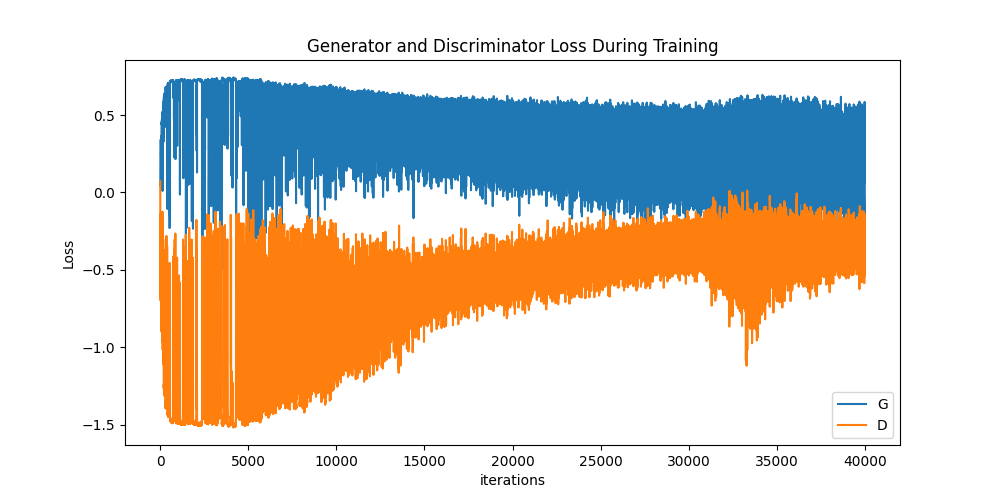 Generator and Discriminator Loss During Training
Loss
0.5
0.0
−0.5
−1.0
−1.5
0 5000 10000 15000 20000 25000 30000 35000 40000
iterations
G
D